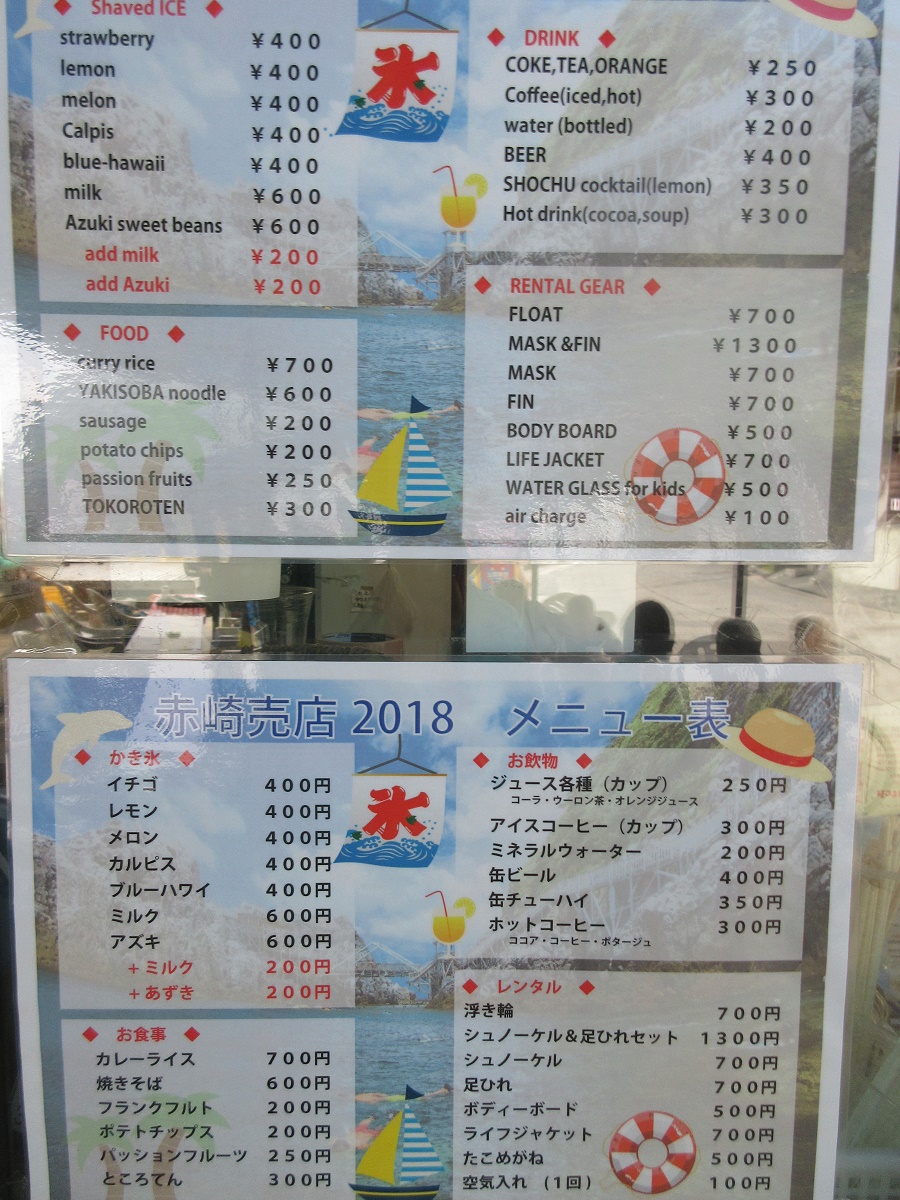 ◆ Shaved ICE ◆
strawberry ¥400
lemon ¥400
melon ¥400
Calpis ¥400
blue-hawaii ¥400
milk ¥600
Azuki sweet beans ¥600
add milk ¥200
add Azuki ¥200
氷
◆ DRINK ◆
COKE,TEA,ORANGE ¥250
Coffee(iced,hot) ¥300
water (bottled) ¥200
BEER ¥400
SHOCHU cocktail(lemon) ¥350
Hot drink(cocoa,soup) ¥300
◆ FOOD ◆
curry rice ¥700
YAKISOBA noodle ¥600
sausage ¥200
potato chips ¥200
passion fruits ¥250
TOKOROTEN ¥300
◆ RENTAL GEAR ◆
FLOAT ¥700
MASK &FIN ¥1300
MASK ¥700
FIN ¥700
BODY BOARD ¥500
LIFE JACKET ¥700
WATER GLASS for kids ¥500
air charge ¥100
赤崎売店 2018 メニュー表
◆ かき氷 ◆
イチゴ 400円
レモン 400円
メロン 400円
カルピス 400円
ブルーハワイ 400円
ミルク 600円
アズキ 600円
+ミルク 200円
+あずき 200円
氷
◆ お飲物 ◆
ジュース各種(カップ) 250円
コーラ・ウーロン茶・オレンジジュース
アイスコーヒー(カップ) 300円
ミネラルウォーター 200円
缶ビール 400円
缶チューハイ 350円
ホットコーヒー 300円
ココア・コーヒー・ポタージュ
◆ お食事 ◆
カレーライス 700円
焼きそば 600円
フランクフルト 200円
ポテトチップス 200円
パッションフルーツ 250円
ところてん 300円
◆ レンタル ◆
浮き輪 700円
シュノーケル&足ひれセット 1300円
シュノーケル 700円
足ひれ 700円
ボディーボード 500円
ライフジャケット 700円
たこめがね 500円
空気入れ (1回) 100円